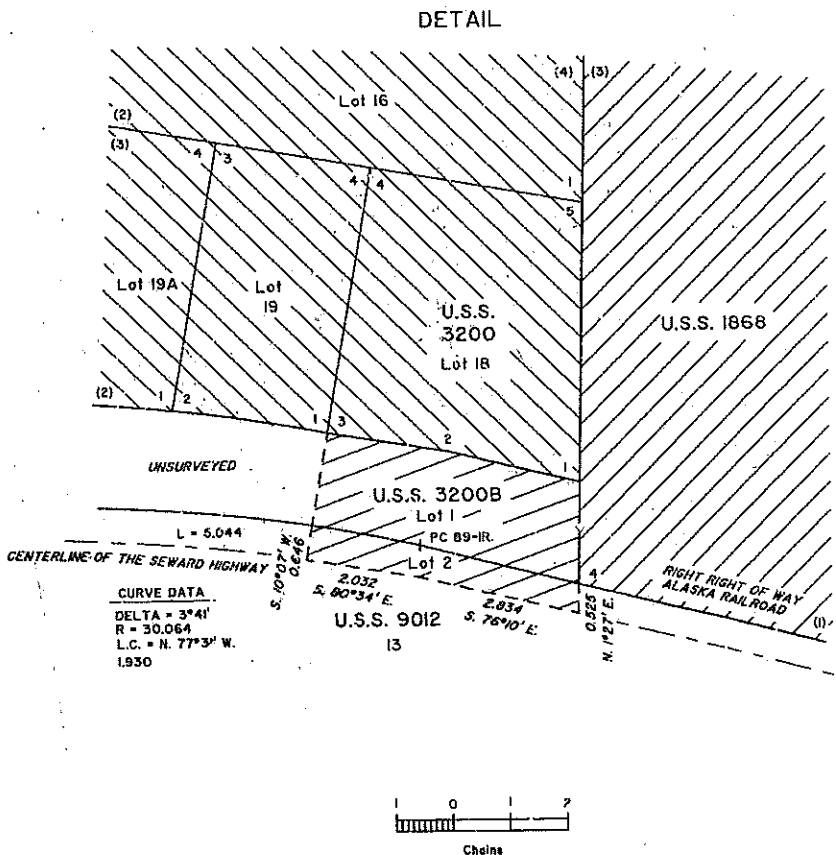 DETAIL
Lot 16
(4) (3)
(2)
(3)
4 3
4 4
1
5
Lot 19A
Lot
19
U.S.S.
3200
Lot 18
U.S.S. 1868
(2)
1 2
1 3
2
1
UNSURVEYED
U.S.S. 3200B
Lot 1
L = 5.044
PC 89-IR.
Lot 2
CENTERLINE OF THE SEWARD HIGHWAY
S. 10°07' W.
0.646
2.032
S. 80°34' E.
2.834
S. 76°10' E.
0.525
N. 1°27' E.
4
RIGHT RIGHT OF WAY
ALASKA RAILROAD
(1)
CURVE DATA
DELTA = 3°41'
R = 30.064
L.C. = N. 77°31' W.
1.930
U.S.S. 9012
13
1 0 1 2
Chains